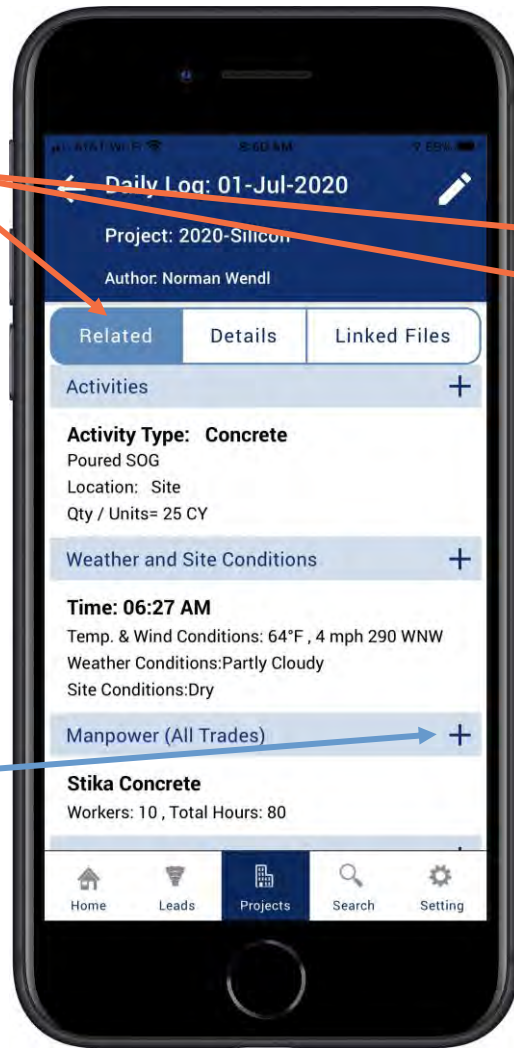 Daily Log: 01-Jul-2020
Project: 2020-Silicon
Author: Norman Wendl
Related Details Linked Files
Activities +
Activity Type: Concrete
Poured SOG
Location: Site
Qty / Units= 25 CY
Weather and Site Conditions +
Time: 06:27 AM
Temp. & Wind Conditions: 64°F , 4 mph 290 WNW
Weather Conditions:Partly Cloudy
Site Conditions:Dry
Manpower (All Trades) +
Stika Concrete
Workers: 10 , Total Hours: 80
Home Leads Projects Search Setting